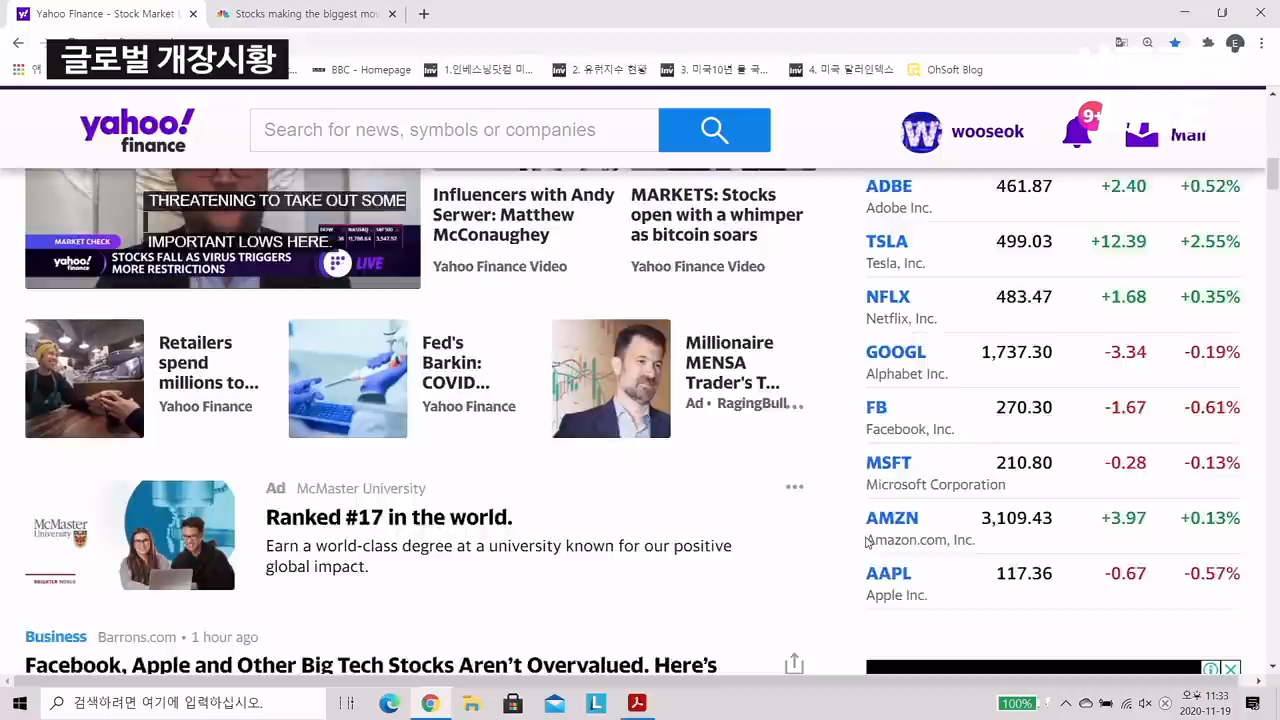 Yahoo Finance - Stock Market L
Stocks making the biggest mov
글로벌 개장시황
BBC - Homepage
1.인베스팅닷컴 미...
2. 유럽지수 현황
3. 미국10년 물 국...
4. 미국 달러인덱스
OhSoft Blog
yahoo!
finance
Search for news, symbols or companies
wooseok
9+
Mail
THREATENING TO TAKE OUT SOME
IMPORTANT LOWS HERE.
MARKET CHECK
yahoo!
finance
STOCKS FALL AS VIRUS TRIGGERS
MORE RESTRICTIONS
LIVE
Influencers with Andy
Serwer: Matthew
McConaughey
Yahoo Finance Video
MARKETS: Stocks
open with a whimper
as bitcoin soars
Yahoo Finance Video
Retailers
spend
millions to...
Yahoo Finance
Fed's
Barkin:
COVID...
Yahoo Finance
Millionaire
MENSA
Trader's T...
Ad • RagingBull...
McMaster
University
BRIGHTER WORLD
Ad McMaster University
Ranked #17 in the world.
Earn a world-class degree at a university known for our positive
global impact.
Business Barrons.com • 1 hour ago
Facebook, Apple and Other Big Tech Stocks Aren't Overvalued. Here's
ADBE 461.87 +2.40 +0.52%
Adobe Inc.
TSLA 499.03 +12.39 +2.55%
Tesla, Inc.
NFLX 483.47 +1.68 +0.35%
Netflix, Inc.
GOOGL 1,737.30 -3.34 -0.19%
Alphabet Inc.
FB 270.30 -1.67 -0.61%
Facebook, Inc.
MSFT 210.80 -0.28 -0.13%
Microsoft Corporation
AMZN 3,109.43 +3.97 +0.13%
Amazon.com, Inc.
AAPL 117.36 -0.67 -0.57%
Apple Inc.
검색하려면 여기에 입력하십시오.
100%
오후 11:33
2020-11-19